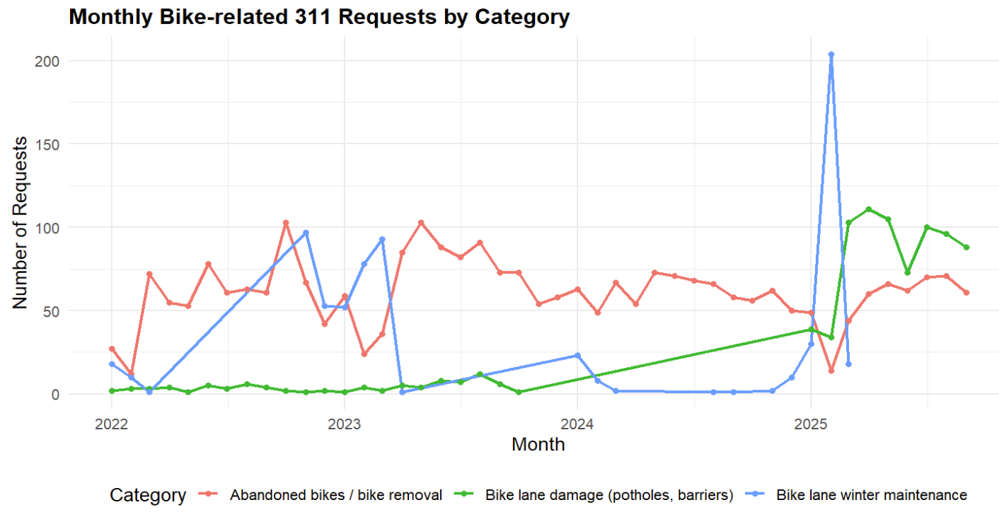 Monthly Bike-related 311 Requests by Category
Number of Requests
200
150
100
50
0
2022 2023 2024 2025
Month
Category Abandoned bikes / bike removal Bike lane damage (potholes, barriers) Bike lane winter maintenance